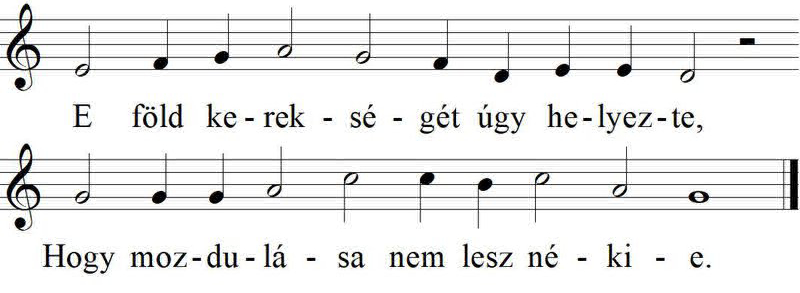 E föld ke - rek - sé - gét úgy he - lyez - te,
Hogy moz - du - lá - sa nem lesz né - ki - e.